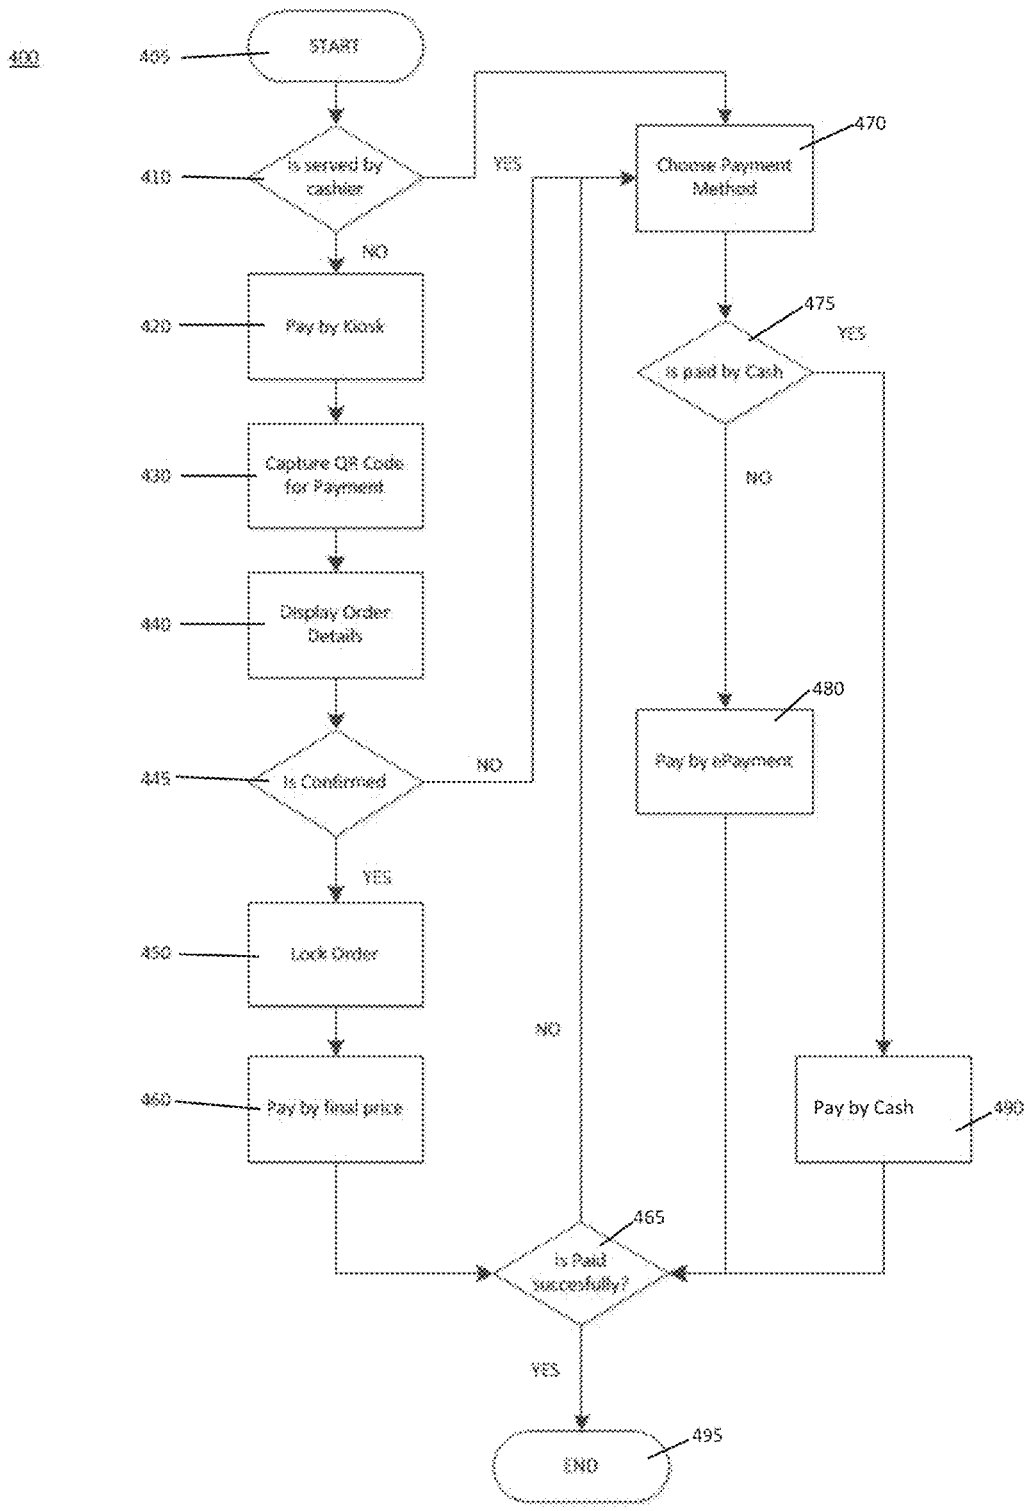 400
405
START
410
is served by
cashier
YES
NO
470
Choose Payment
Method
420
Pay by Kiosk
475
is paid by Cash
YES
NO
430
Capture QR Code
for Payment
440
Display Order
Details
445
is Confirmed
NO
YES
480
Pay by ePayment
450
Lock Order
NO
460
Pay by final price
Pay by Cash
490
465
is Paid
succesfully?
YES
495
END